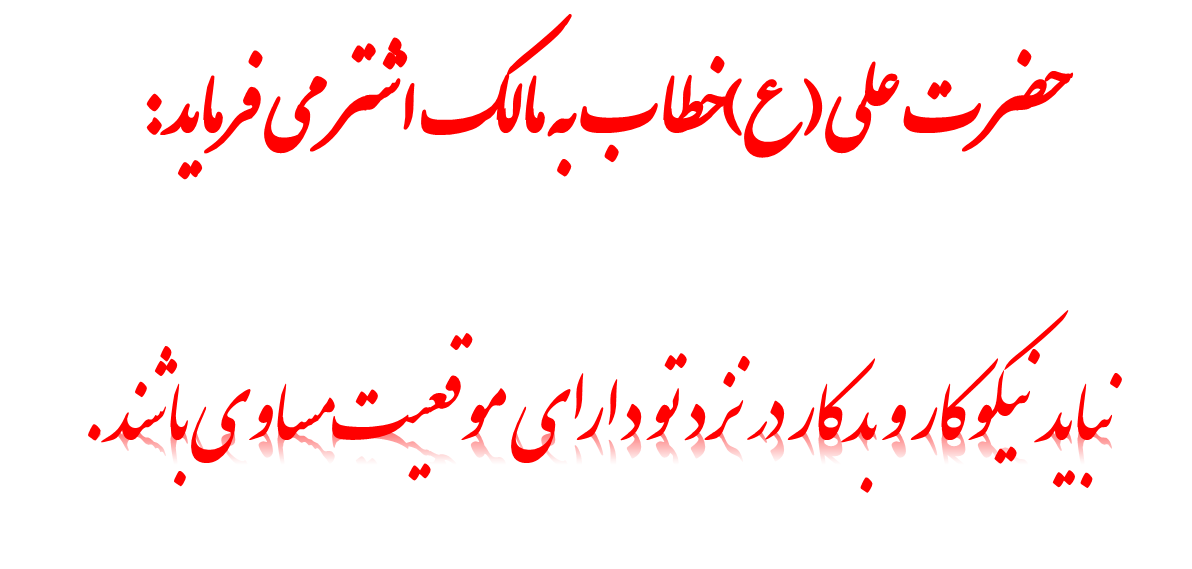 حضرت علی (ع) خطاب به مالک اشتر می فرماید:
نباید نیکوکار و بدکار در نزد تو دارای موقعیت مساوی باشند.